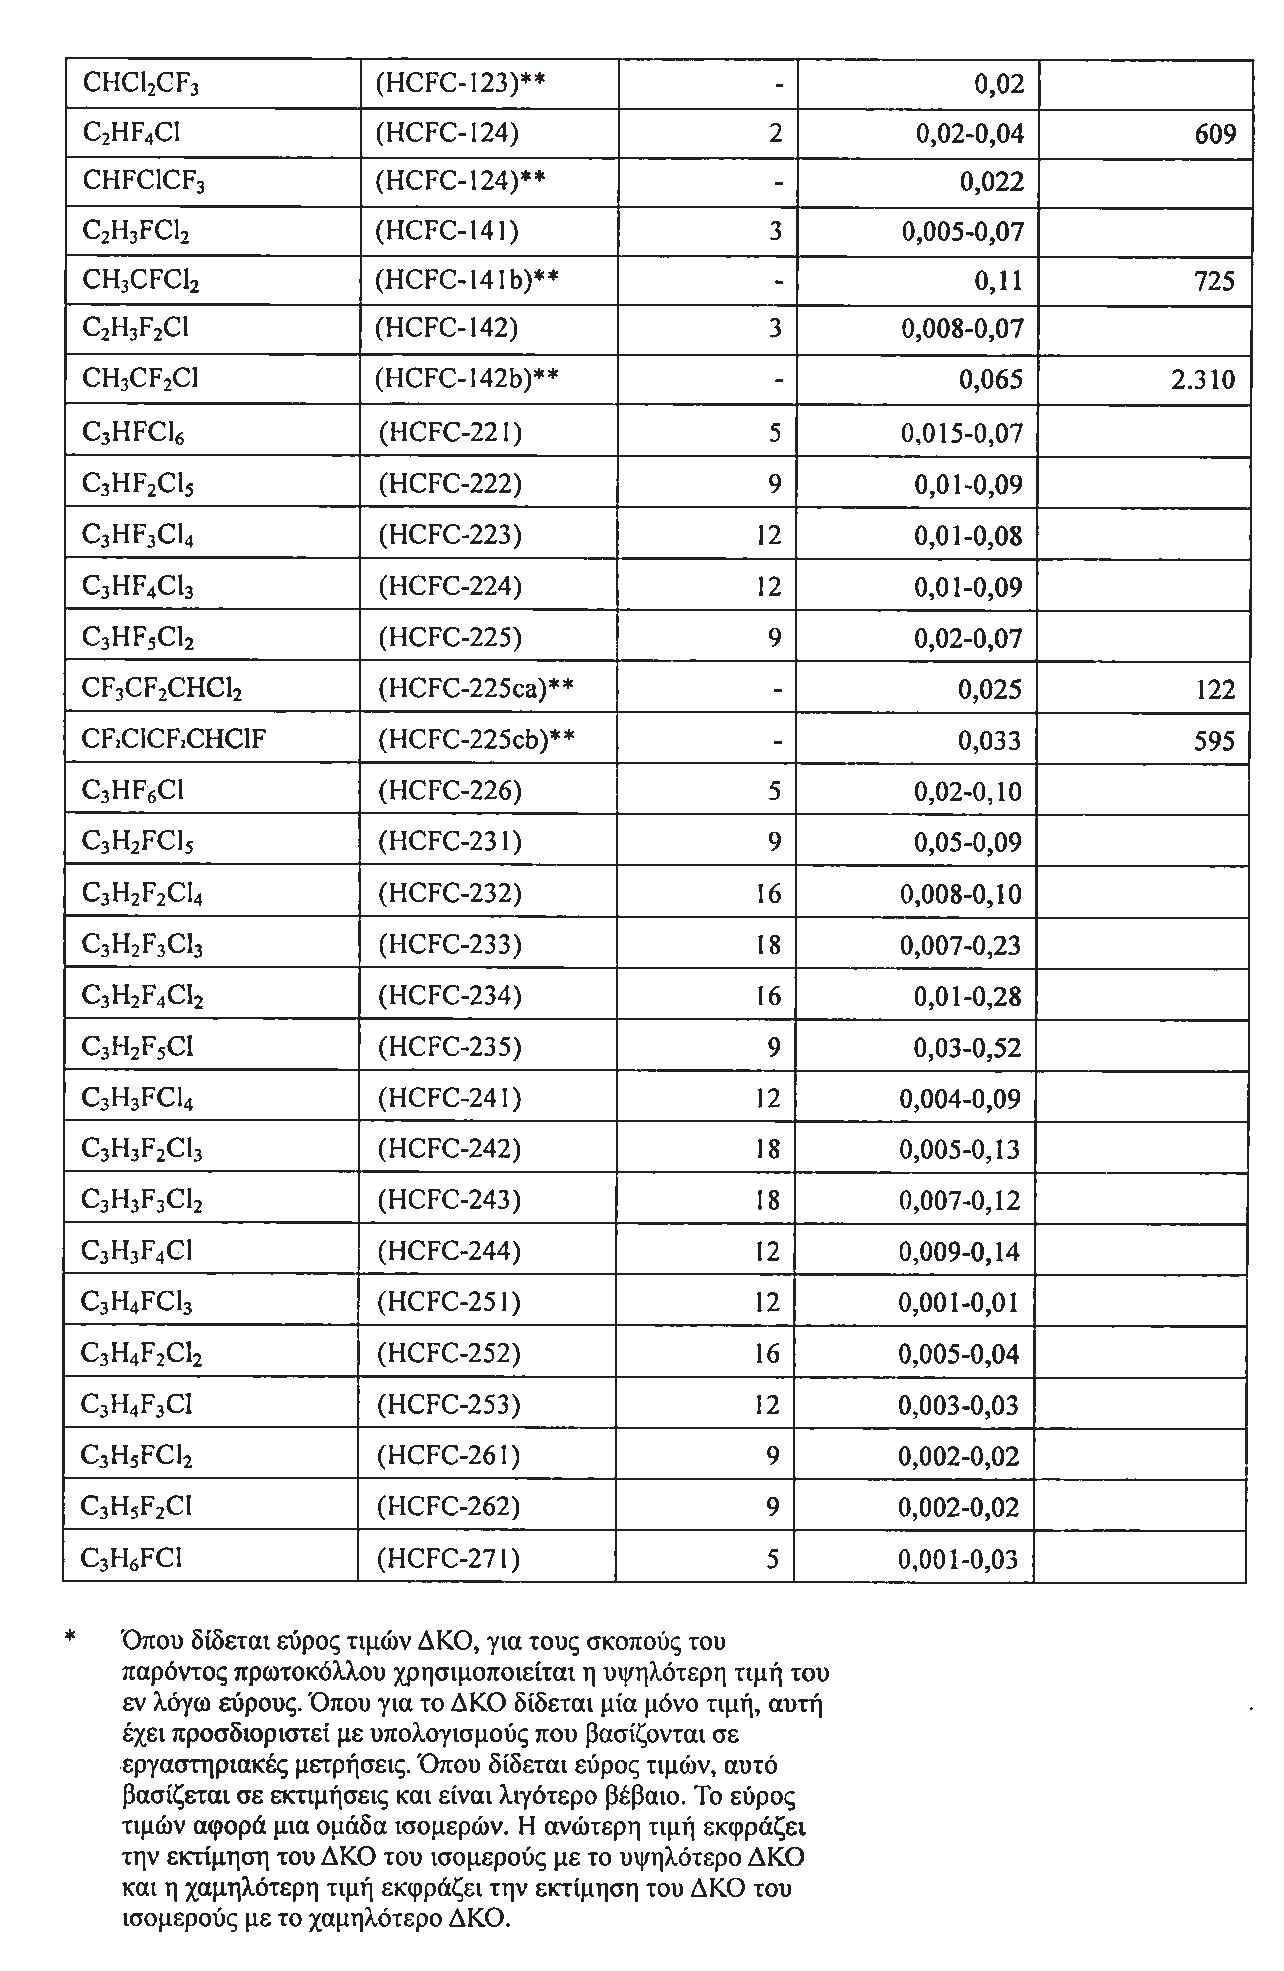 CHCl₂CF₃ (HCFC-123)** - 0,02
C₂HF₄Cl (HCFC-124) 2 0,02-0,04 609
CHFClCF₃ (HCFC-124)** - 0,022
C₂H₃FCl₂ (HCFC-141) 3 0,005-0,07
CH₃CFCl₂ (HCFC-141b)** - 0,11 725
C₂H₃F₂Cl (HCFC-142) 3 0,008-0,07
CH₃CF₂Cl (HCFC-142b)** - 0,065 2.310
C₃HFCl₆ (HCFC-221) 5 0,015-0,07
C₃HF₂Cl₅ (HCFC-222) 9 0,01-0,09
C₃HF₃Cl₄ (HCFC-223) 12 0,01-0,08
C₃HF₄Cl₃ (HCFC-224) 12 0,01-0,09
C₃HF₅Cl₂ (HCFC-225) 9 0,02-0,07
CF₃CF₂CHCl₂ (HCFC-225ca)** - 0,025 122
CF₂ClCF₂CHClF (HCFC-225cb)** - 0,033 595
C₃HF₆Cl (HCFC-226) 5 0,02-0,10
C₃H₂FCl₅ (HCFC-231) 9 0,05-0,09
C₃H₂F₂Cl₄ (HCFC-232) 16 0,008-0,10
C₃H₂F₃Cl₃ (HCFC-233) 18 0,007-0,23
C₃H₂F₄Cl₂ (HCFC-234) 16 0,01-0,28
C₃H₂F₅Cl (HCFC-235) 9 0,03-0,52
C₃H₃FCl₄ (HCFC-241) 12 0,004-0,09
C₃H₃F₂Cl₃ (HCFC-242) 18 0,005-0,13
C₃H₃F₃Cl₂ (HCFC-243) 18 0,007-0,12
C₃H₃F₄Cl (HCFC-244) 12 0,009-0,14
C₃H₄FCl₃ (HCFC-251) 12 0,001-0,01
C₃H₄F₂Cl₂ (HCFC-252) 16 0,005-0,04
C₃H₄F₃Cl (HCFC-253) 12 0,003-0,03
C₃H₅FCl₂ (HCFC-261) 9 0,002-0,02
C₃H₅F₂Cl (HCFC-262) 9 0,002-0,02
C₃H₆FCl (HCFC-271) 5 0,001-0,03
* Όπου δίδεται εύρος τιμών ΔΚΟ, για τους σκοπούς του
παρόντος πρωτοκόλλου χρησιμοποιείται η υψηλότερη τιμή του
εν λόγω εύρους. Όπου για το ΔΚΟ δίδεται μία μόνο τιμή, αυτή
έχει προσδιοριστεί με υπολογισμούς που βασίζονται σε
εργαστηριακές μετρήσεις. Όπου δίδεται εύρος τιμών, αυτό
βασίζεται σε εκτιμήσεις και είναι λιγότερο βέβαιο. Το εύρος
τιμών αφορά μια ομάδα ισομερών. Η ανώτερη τιμή εκφράζει
την εκτίμηση του ΔΚΟ του ισομερούς με το υψηλότερο ΔΚΟ
και η χαμηλότερη τιμή εκφράζει την εκτίμηση του ΔΚΟ του
ισομερούς με το χαμηλότερο ΔΚΟ.